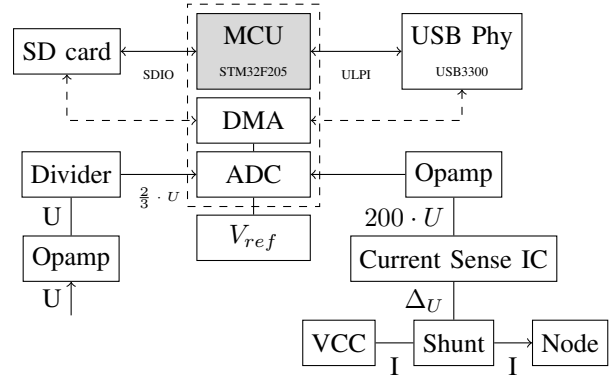 SD card
SDIO
MCU
STM32F205
ULPI
USB Phy
USB3300
DMA
Divider
2/3 · U
ADC
Opamp
U
V_ref
200 · U
Opamp
Current Sense IC
U
Δ_U
VCC
I
Shunt
I
Node